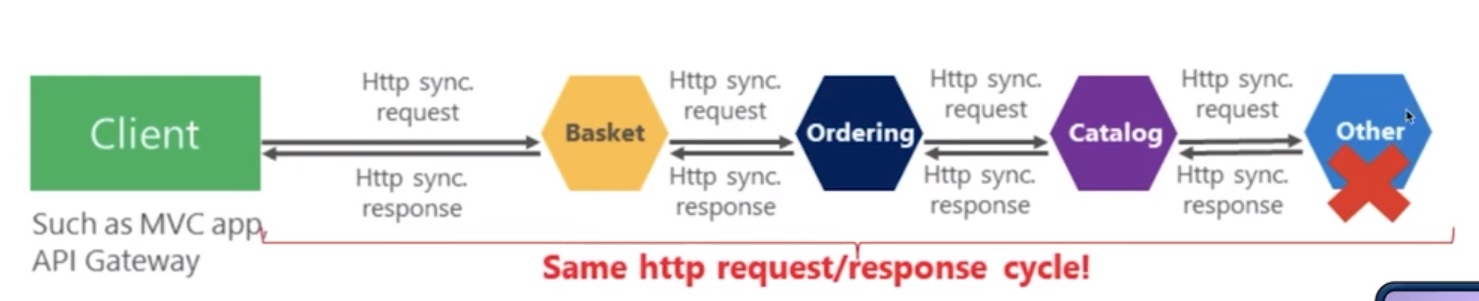 Client
Such as MVC app,
API Gateway
Http sync.
request
Http sync.
response
Basket
Http sync.
request
Http sync.
response
Ordering
Http sync.
request
Http sync.
response
Catalog
Http sync.
request
Http sync.
response
Other
Same http request/response cycle!